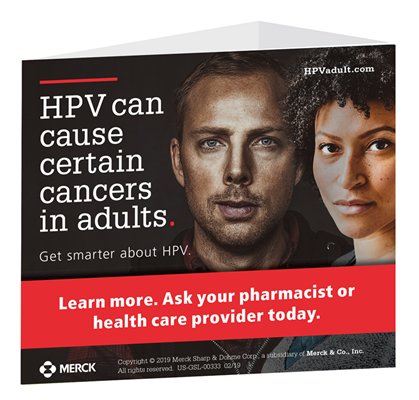 HPVadult.com
HPV can
cause
certain
cancers
in adults.
Get smarter about HPV.
Learn more. Ask your pharmacist or
health care provider today.
MERCK
Copyright © 2019 Merck Sharp & Dohme Corp., a subsidiary of Merck & Co., Inc.
All rights reserved. US-GSL-00333 02/19